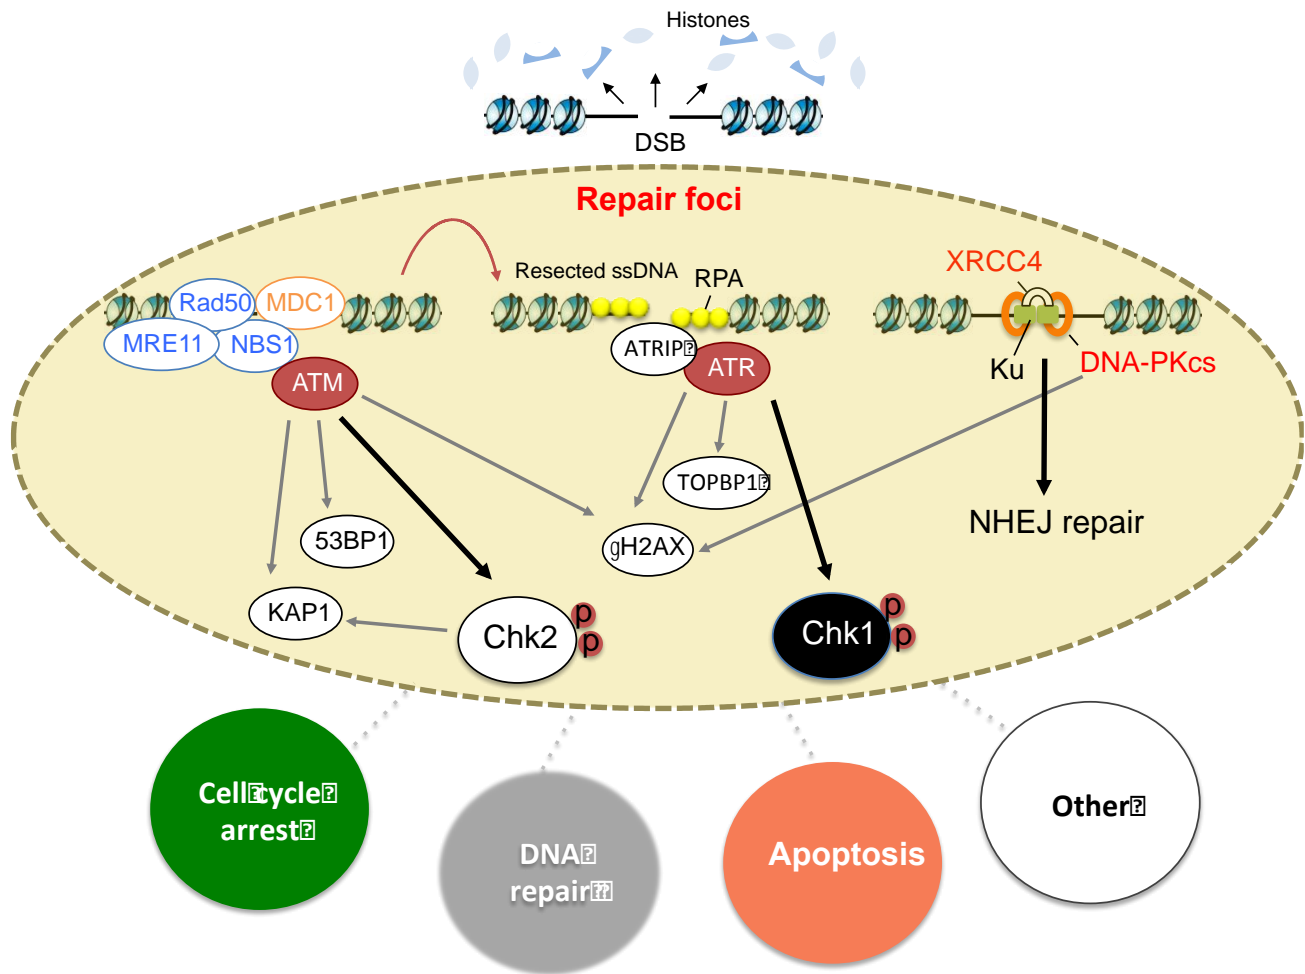 Histones
DSB
Repair foci
XRCC4
Resected ssDNA
RPA
Rad50
MDC1
MRE11
NBS1
ATRIP
ATM
ATR
Ku
DNA-PKcs
TOPBP1
53BP1
gH2AX
NHEJ repair
KAP1
Chk2
p
p
Chk1
p
p
Cell cycle
arrest
DNA
repair
Apoptosis
Other